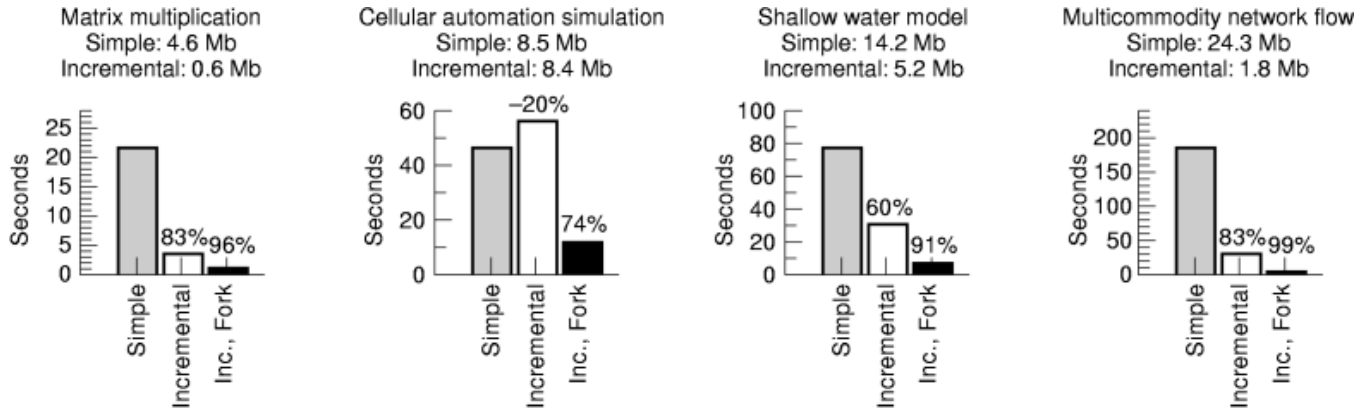 Matrix multiplication
Simple: 4.6 Mb
Incremental: 0.6 Mb
Seconds
25
20
15
10
5
0
83%
96%
Simple
Incremental
Inc., Fork
Cellular automation simulation
Simple: 8.5 Mb
Incremental: 8.4 Mb
Seconds
60
40
20
0
–20%
74%
Simple
Incremental
Inc., Fork
Shallow water model
Simple: 14.2 Mb
Incremental: 5.2 Mb
Seconds
100
80
60
40
20
0
60%
91%
Simple
Incremental
Inc., Fork
Multicommodity network flow
Simple: 24.3 Mb
Incremental: 1.8 Mb
Seconds
200
150
100
50
0
83%
99%
Simple
Incremental
Inc., Fork